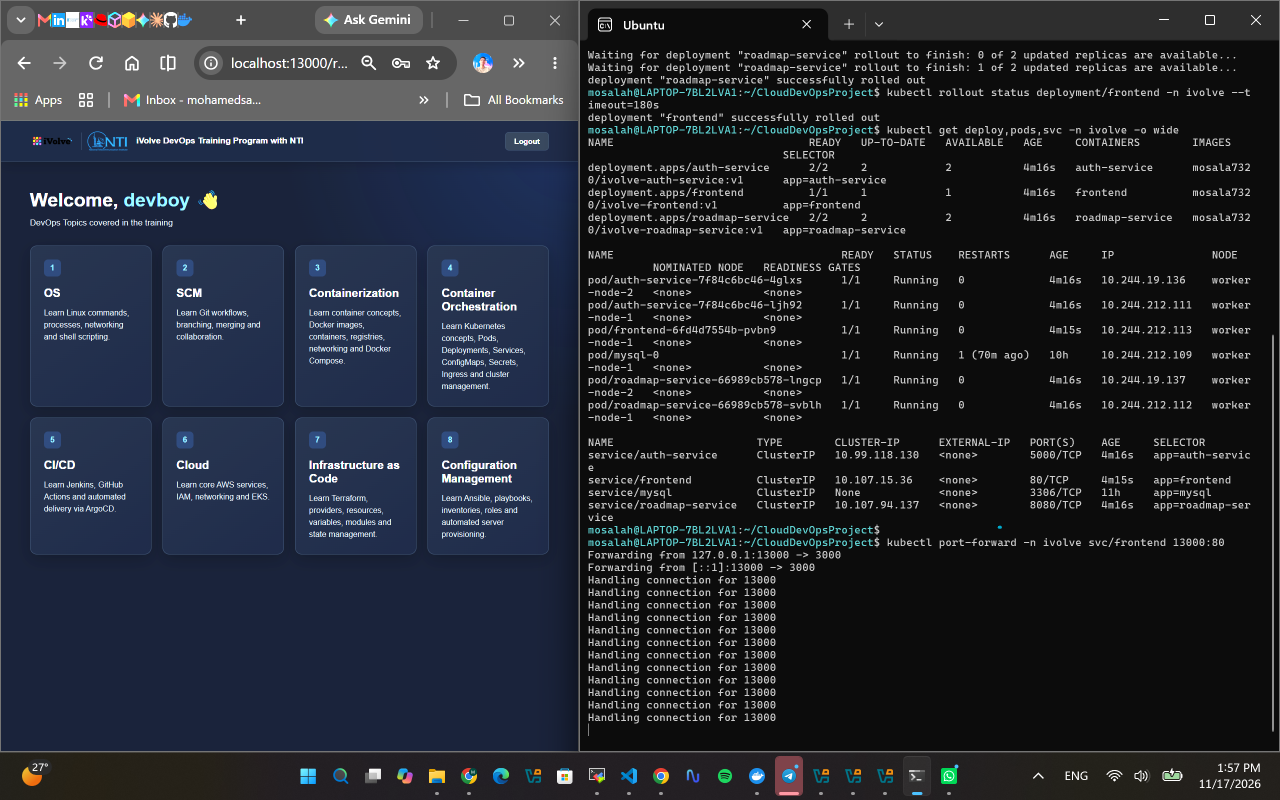 Ask Gemini
localhost:13000/r...
Apps
Inbox - mohamedsa...
All Bookmarks
iVolve
NTI
iVolve DevOps Training Program with NTI
Logout
Welcome, devboy 👋
DevOps Topics covered in the training
1
OS
Learn Linux commands,
processes, networking
and shell scripting.
2
SCM
Learn Git workflows,
branching, merging and
collaboration.
3
Containerization
Learn container concepts,
Docker images,
containers, registries,
networking and Docker
Compose.
4
Container
Orchestration
Learn Kubernetes
concepts, Pods,
Deployments, Services,
ConfigMaps, Secrets,
Ingress and cluster
management.
5
CI/CD
Learn Jenkins, GitHub
Actions and automated
delivery via ArgoCD.
6
Cloud
Learn core AWS services,
IAM, networking and EKS.
7
Infrastructure as
Code
Learn Terraform,
providers, resources,
variables, modules and
state management.
8
Configuration
Management
Learn Ansible, playbooks,
inventories, roles and
automated server
provisioning.
Ubuntu
Waiting for deployment "roadmap-service" rollout to finish: 0 of 2 updated replicas are available...
Waiting for deployment "roadmap-service" rollout to finish: 1 of 2 updated replicas are available...
deployment "roadmap-service" successfully rolled out
mosalah@LAPTOP-7BL2LVA1:~/CloudDevOpsProject$ kubectl rollout status deployment/frontend -n ivolve --t
imeout=180s
deployment "frontend" successfully rolled out
mosalah@LAPTOP-7BL2LVA1:~/CloudDevOpsProject$ kubectl get deploy,pods,svc -n ivolve -o wide
NAME READY UP-TO-DATE AVAILABLE AGE CONTAINERS IMAGES
SELECTOR
deployment.apps/auth-service 2/2 2 2 4m16s auth-service mosala732
0/ivolve-auth-service:v1 app=auth-service
deployment.apps/frontend 1/1 1 1 4m16s frontend mosala732
0/ivolve-frontend:v1 app=frontend
deployment.apps/roadmap-service 2/2 2 2 4m16s roadmap-service mosala732
0/ivolve-roadmap-service:v1 app=roadmap-service
NAME READY STATUS RESTARTS AGE IP NODE
NOMINATED NODE READINESS GATES
pod/auth-service-7f84c6bc46-4glxs 1/1 Running 0 4m16s 10.244.19.136 worker
-node-2 <none> <none>
pod/auth-service-7f84c6bc46-ljh92 1/1 Running 0 4m16s 10.244.212.111 worker
-node-1 <none> <none>
pod/frontend-6fd4d7554b-pvbn9 1/1 Running 0 4m15s 10.244.212.113 worker
-node-1 <none> <none>
pod/mysql-0 1/1 Running 1 (70m ago) 10h 10.244.212.109 worker
-node-1 <none> <none>
pod/roadmap-service-66989cb578-lngcp 1/1 Running 0 4m16s 10.244.19.137 worker
-node-2 <none> <none>
pod/roadmap-service-66989cb578-svblh 1/1 Running 0 4m16s 10.244.212.112 worker
-node-1 <none> <none>
NAME TYPE CLUSTER-IP EXTERNAL-IP PORT(S) AGE SELECTOR
service/auth-service ClusterIP 10.99.118.130 <none> 5000/TCP 4m16s app=auth-servic
e
service/frontend ClusterIP 10.107.15.36 <none> 80/TCP 4m15s app=frontend
service/mysql ClusterIP None <none> 3306/TCP 11h app=mysql
service/roadmap-service ClusterIP 10.107.94.137 <none> 8080/TCP 4m16s app=roadmap-ser
vice
mosalah@LAPTOP-7BL2LVA1:~/CloudDevOpsProject$
mosalah@LAPTOP-7BL2LVA1:~/CloudDevOpsProject$ kubectl port-forward -n ivolve svc/frontend 13000:80
Forwarding from 127.0.0.1:13000 -> 3000
Forwarding from [::1]:13000 -> 3000
Handling connection for 13000
Handling connection for 13000
Handling connection for 13000
Handling connection for 13000
Handling connection for 13000
Handling connection for 13000
Handling connection for 13000
Handling connection for 13000
Handling connection for 13000
Handling connection for 13000
Handling connection for 13000
Handling connection for 13000
27°
ENG
1:57 PM
11/17/2026